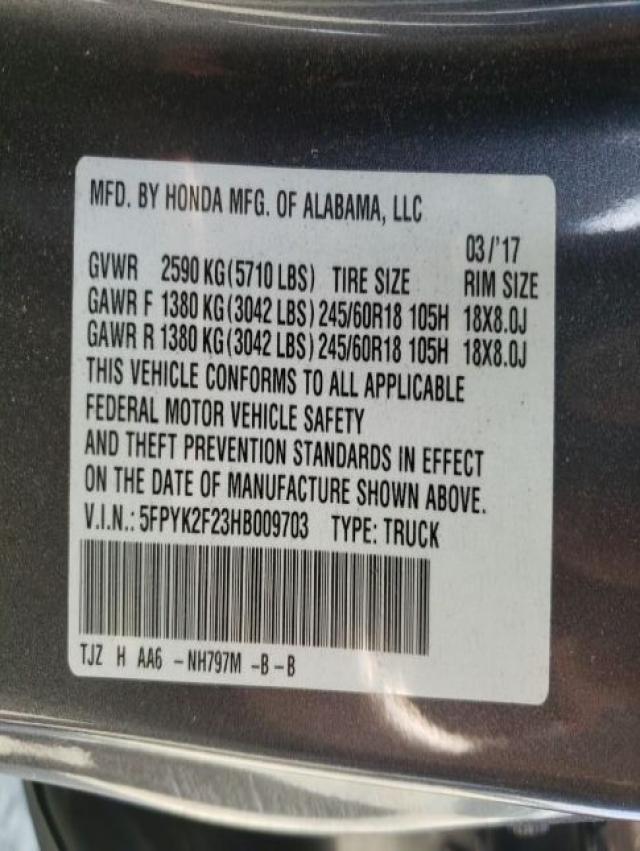 MFD. BY HONDA MFG. OF ALABAMA, LLC
03/'17
GVWR 2590 KG(5710 LBS) TIRE SIZE RIM SIZE
GAWR F 1380 KG(3042 LBS) 245/60R18 105H 18X8.0J
GAWR R 1380 KG(3042 LBS) 245/60R18 105H 18X8.0J
THIS VEHICLE CONFORMS TO ALL APPLICABLE
FEDERAL MOTOR VEHICLE SAFETY
AND THEFT PREVENTION STANDARDS IN EFFECT
ON THE DATE OF MANUFACTURE SHOWN ABOVE.
V.I.N.: 5FPYK2F23HB009703 TYPE: TRUCK
TJZ H AA6 -NH797M -B-B